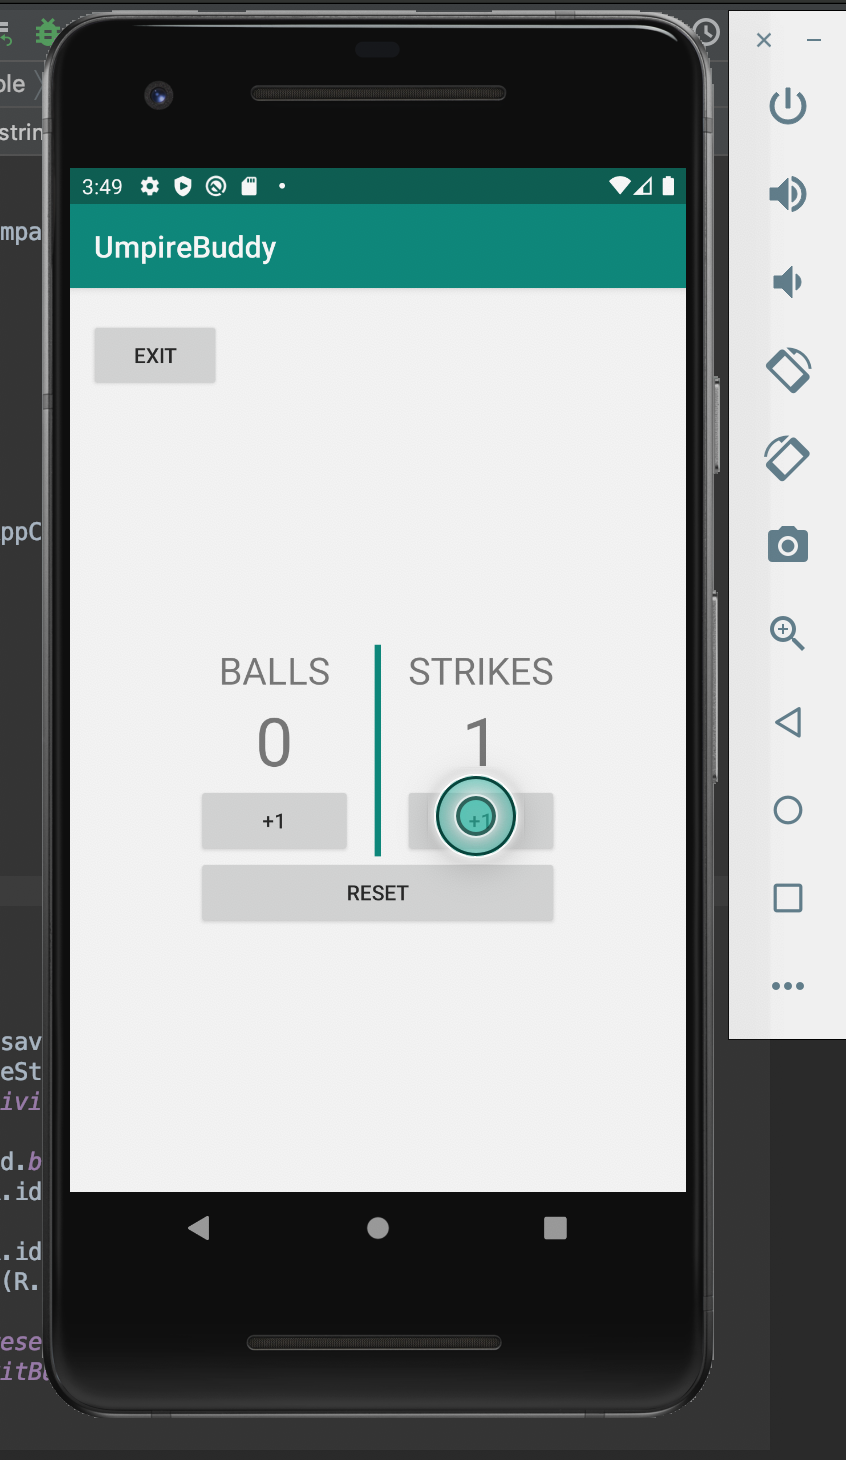 ple
strin
3:49
mpa
UmpireBuddy
EXIT
ppC
BALLS
STRIKES
0
1
+1
+1
RESET
sav
eSt
ivi
d.b
.id
.id
(R.
ese
itB